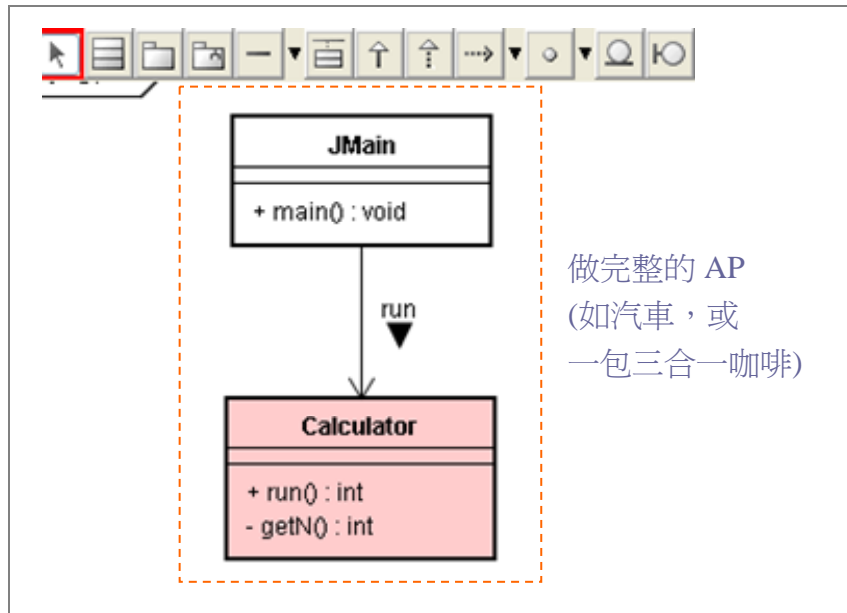 JMain
+ main() : void
run
Calculator
+ run() : int
- getN() : int
做完整的 AP
(如汽車，或
一包三合一咖啡)